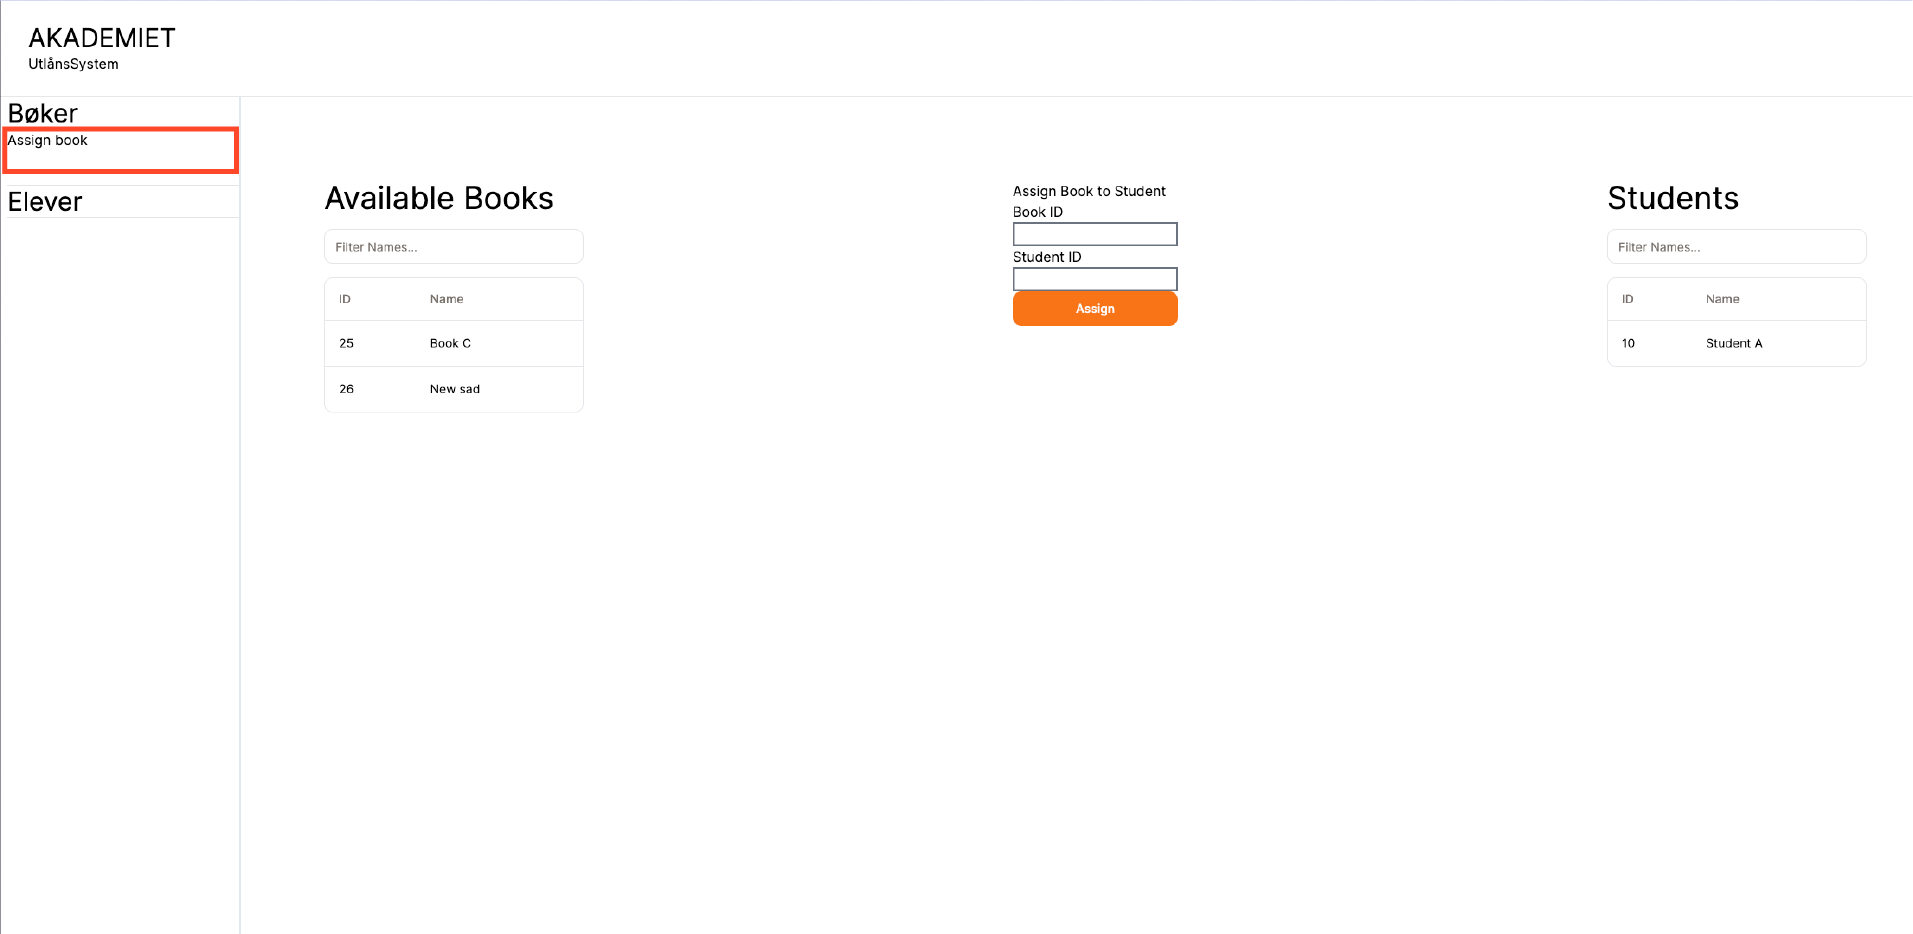 AKADEMIET
UtlånsSystem
Bøker
Assign book
Elever
Available Books
Filter Names...
ID Name
25 Book C
26 New sad
Assign Book to Student
Book ID
Student ID
Assign
Students
Filter Names...
ID Name
10 Student A